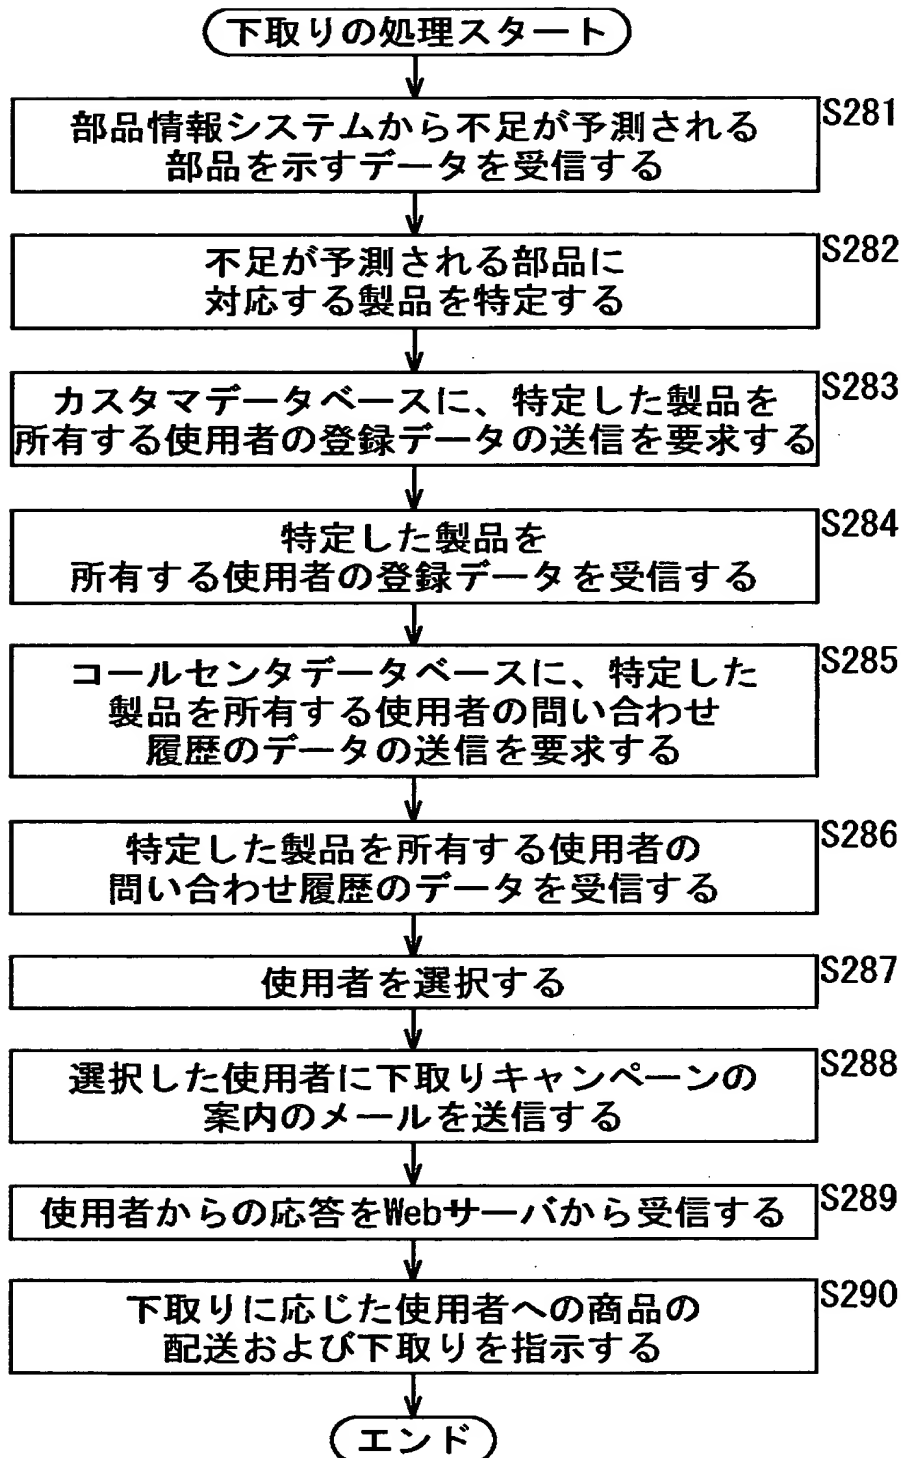 下取りの処理スタート
部品情報システムから不足が予測される
部品を示すデータを受信する
S281
不足が予測される部品に
対応する製品を特定する
S282
カスタマデータベースに、特定した製品を
所有する使用者の登録データの送信を要求する
S283
特定した製品を
所有する使用者の登録データを受信する
S284
コールセンタデータベースに、特定した
製品を所有する使用者の問い合わせ
履歴のデータの送信を要求する
S285
特定した製品を所有する使用者の
問い合わせ履歴のデータを受信する
S286
使用者を選択する
S287
選択した使用者に下取りキャンペーンの
案内のメールを送信する
S288
使用者からの応答をWebサーバから受信する
S289
下取りに応じた使用者への商品の
配送および下取りを指示する
S290
エンド